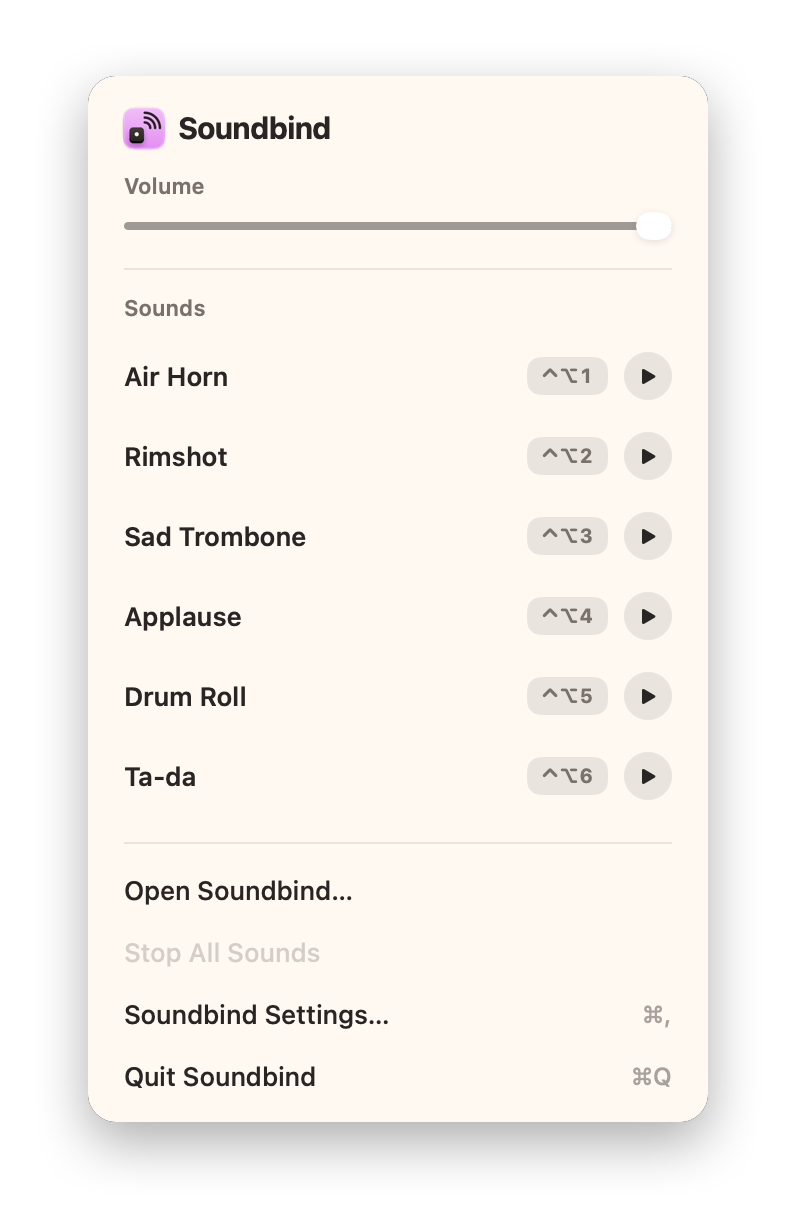 Soundbind
Volume
Sounds
Air Horn ⌃⌥1
Rimshot ⌃⌥2
Sad Trombone ⌃⌥3
Applause ⌃⌥4
Drum Roll ⌃⌥5
Ta-da ⌃⌥6
Open Soundbind...
Stop All Sounds
Soundbind Settings... ⌘,
Quit Soundbind ⌘Q